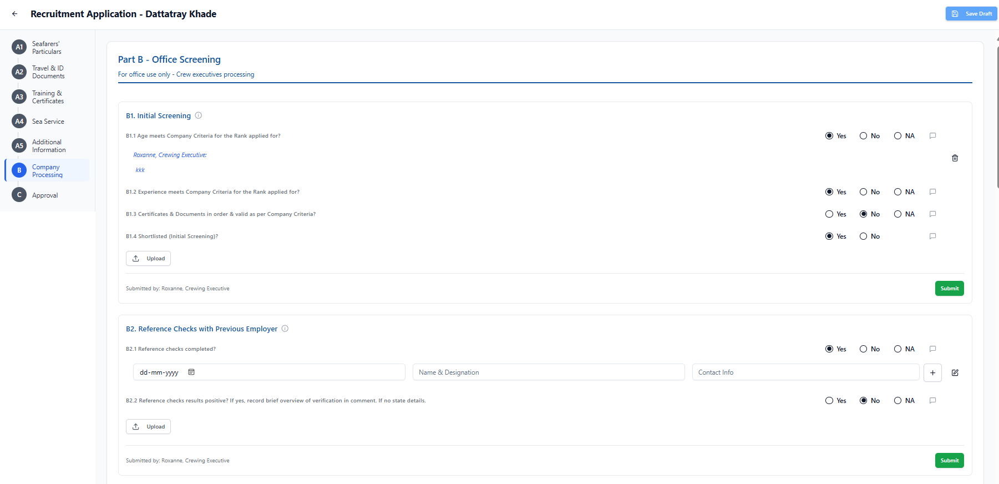 Recruitment Application - Dattatray Khade
Save Draft
A1 Seafarers'
Particulars
A2 Travel & ID
Documents
A3 Training &
Certificates
A4 Sea Service
A5 Additional
Information
B Company
Processing
C Approval
Part B - Office Screening
For office use only - Crew executives processing
B1. Initial Screening
B1.1 Age meets Company Criteria for the Rank applied for? Yes No NA
Roxanne, Crewing Executive:
kkk
B1.2 Experience meets Company Criteria for the Rank applied for? Yes No NA
B1.3 Certificates & Documents in order & valid as per Company Criteria? Yes No NA
B1.4 Shortlisted (Initial Screening)? Yes No
Upload
Submitted by: Roxanne, Crewing Executive Submit
B2. Reference Checks with Previous Employer
B2.1 Reference checks completed? Yes No NA
dd-mm-yyyy Name & Designation Contact Info
B2.2 Reference checks results positive? If yes, record brief overview of verification in comment. If no state details. Yes No NA
Upload
Submitted by: Roxanne, Crewing Executive Submit